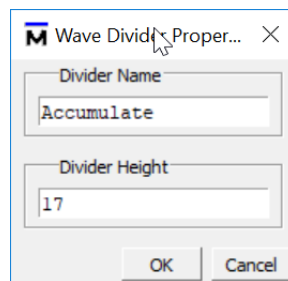 Wave Divider Proper...
Divider Name
Accumulate
Divider Height
17
OK Cancel